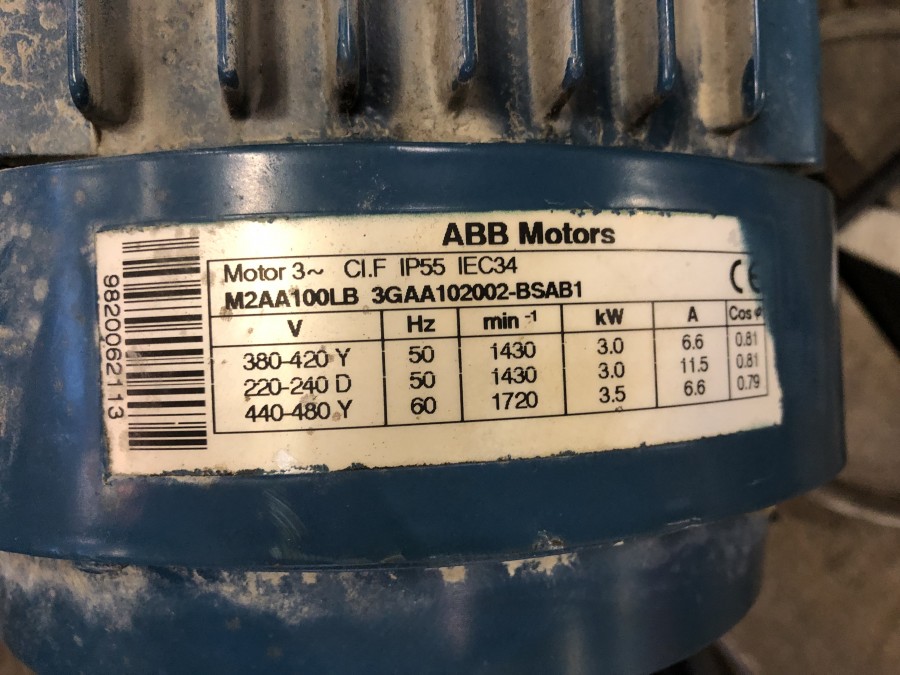 ABB Motors
Motor 3~ Cl.F IP55 IEC34
CE
M2AA100LB 3GAA102002-BSAB1
V Hz min -1 kW A Cos φ
380-420 Y 50 1430 3.0 6.6 0.81
220-240 D 50 1430 3.0 11.5 0.81
440-480 Y 60 1720 3.5 6.6 0.79
9820062113